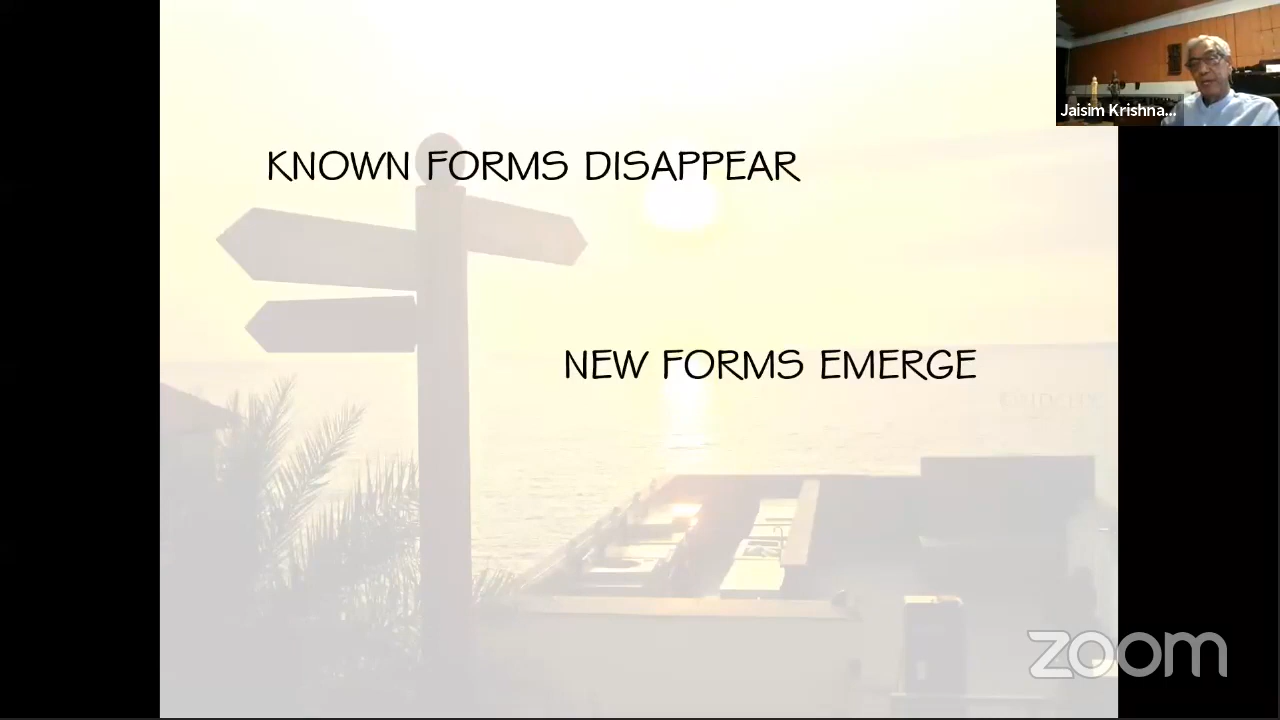 Jaisim Krishna...
KNOWN FORMS DISAPPEAR
NEW FORMS EMERGE
zoom